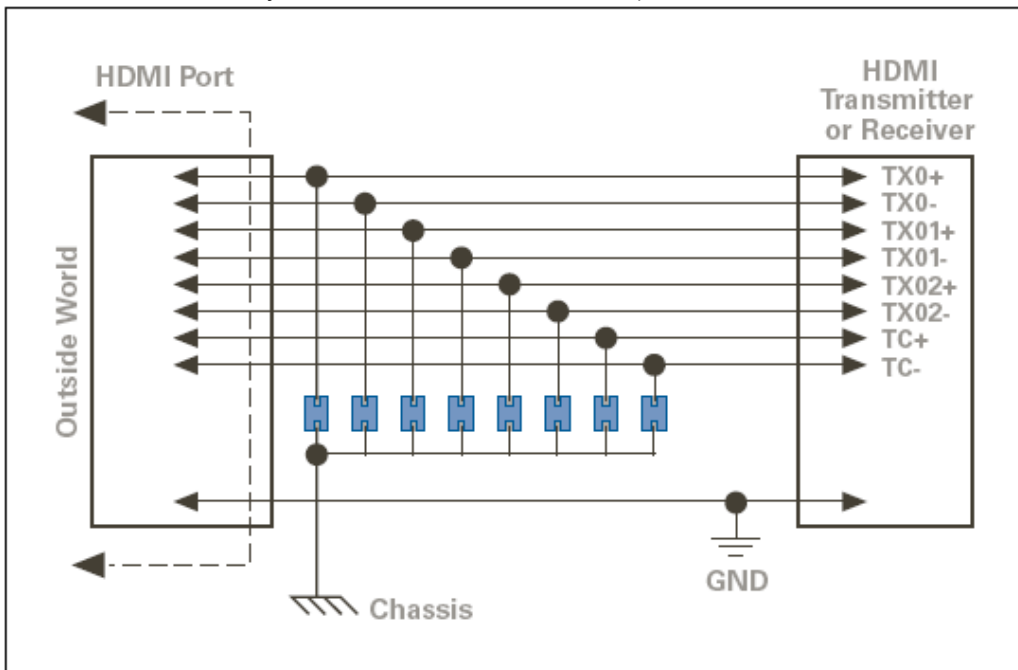 HDMI Port
HDMI
Transmitter
or Receiver
TX0+
TX0-
TX01+
TX01-
TX02+
TX02-
TC+
TC-
Outside World
GND
Chassis